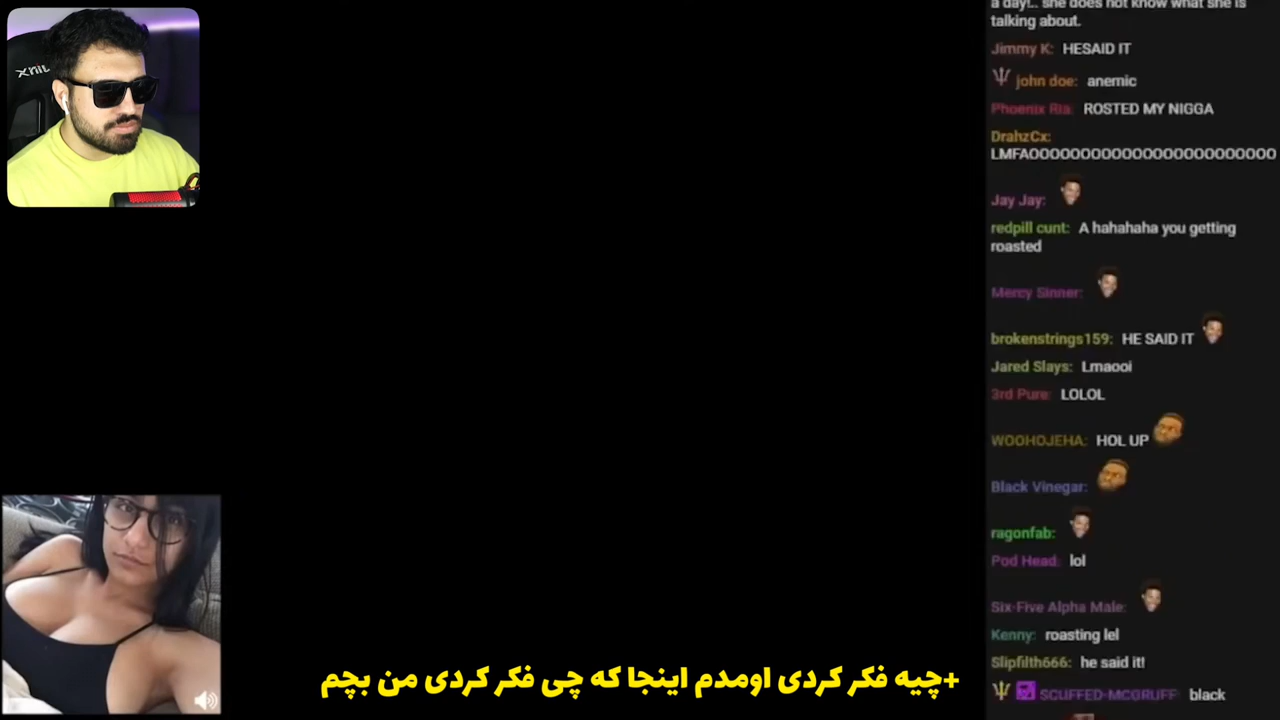 a day!.. she does not know what she is
talking about.
Jimmy K: HESAID IT
john doe: anemic
Phoenix Ria: ROSTED MY NIGGA
DrahzCx:
LMFAOOOOOOOOOOOOOOOOOOOOOOOOO
Jay Jay:
redpill cunt: A hahahaha you getting
roasted
Mercy Sinner:
brokenstrings159: HE SAID IT
Jared Slays: Lmaooi
3rd Pure: LOLOL
WOOHOJEHA: HOL UP
Black Vinegar:
ragonfab:
Pod Head: lol
Six-Five Alpha Male:
Kenny: roasting lel
Slipfilth666: he said it!
SCUFFED-MCGRUFF: black
+چیه فکر کردی اومدم اینجا که چی فکر کردی من بچم